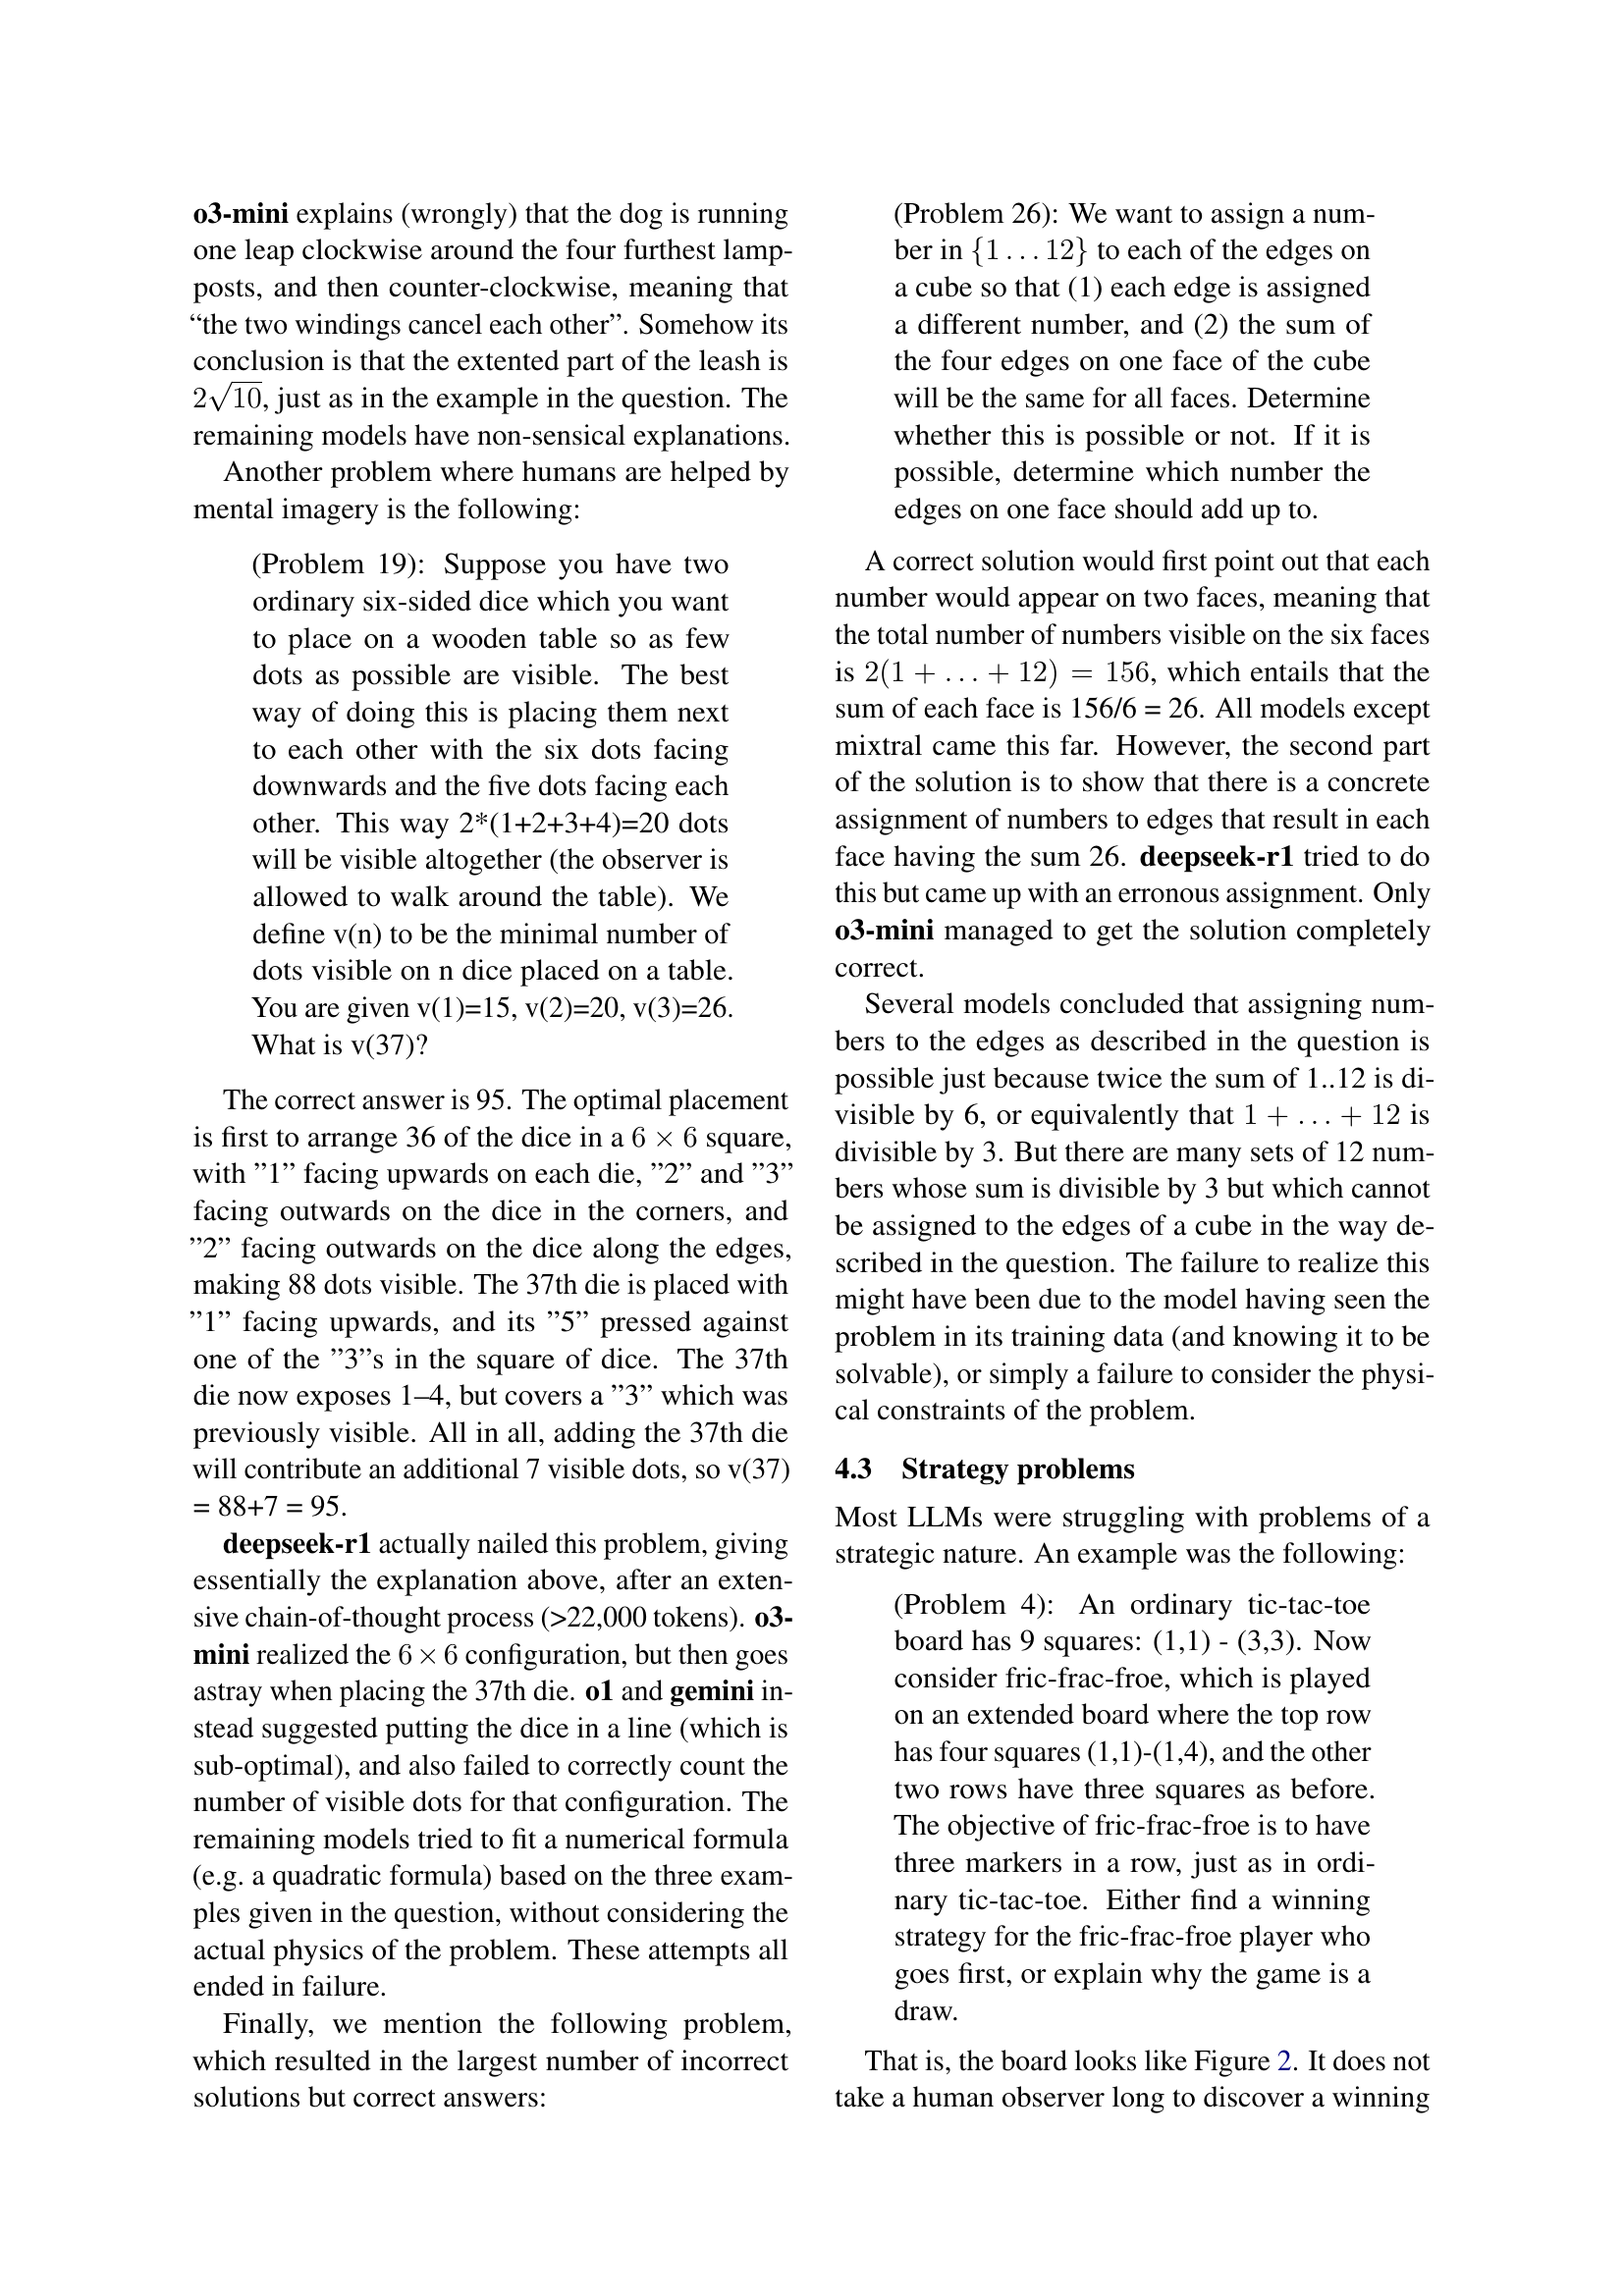 o3-mini explains (wrongly) that the dog is running
one leap clockwise around the four furthest lamp-
posts, and then counter-clockwise, meaning that
“the two windings cancel each other”. Somehow its
conclusion is that the extented part of the leash is
2√10, just as in the example in the question. The
remaining models have non-sensical explanations.
Another problem where humans are helped by
mental imagery is the following:
(Problem 19): Suppose you have two
ordinary six-sided dice which you want
to place on a wooden table so as few
dots as possible are visible. The best
way of doing this is placing them next
to each other with the six dots facing
downwards and the five dots facing each
other. This way 2*(1+2+3+4)=20 dots
will be visible altogether (the observer is
allowed to walk around the table). We
define v(n) to be the minimal number of
dots visible on n dice placed on a table.
You are given v(1)=15, v(2)=20, v(3)=26.
What is v(37)?
The correct answer is 95. The optimal placement
is first to arrange 36 of the dice in a 6 × 6 square,
with ”1” facing upwards on each die, ”2” and ”3”
facing outwards on the dice in the corners, and
”2” facing outwards on the dice along the edges,
making 88 dots visible. The 37th die is placed with
”1” facing upwards, and its ”5” pressed against
one of the ”3”s in the square of dice. The 37th
die now exposes 1–4, but covers a ”3” which was
previously visible. All in all, adding the 37th die
will contribute an additional 7 visible dots, so v(37)
= 88+7 = 95.
deepseek-r1 actually nailed this problem, giving
essentially the explanation above, after an exten-
sive chain-of-thought process (>22,000 tokens). o3-
mini realized the 6 × 6 configuration, but then goes
astray when placing the 37th die. o1 and gemini in-
stead suggested putting the dice in a line (which is
sub-optimal), and also failed to correctly count the
number of visible dots for that configuration. The
remaining models tried to fit a numerical formula
(e.g. a quadratic formula) based on the three exam-
ples given in the question, without considering the
actual physics of the problem. These attempts all
ended in failure.
Finally, we mention the following problem,
which resulted in the largest number of incorrect
solutions but correct answers:
(Problem 26): We want to assign a num-
ber in {1 . . . 12} to each of the edges on
a cube so that (1) each edge is assigned
a different number, and (2) the sum of
the four edges on one face of the cube
will be the same for all faces. Determine
whether this is possible or not. If it is
possible, determine which number the
edges on one face should add up to.
A correct solution would first point out that each
number would appear on two faces, meaning that
the total number of numbers visible on the six faces
is 2(1 + . . . + 12) = 156, which entails that the
sum of each face is 156/6 = 26. All models except
mixtral came this far. However, the second part
of the solution is to show that there is a concrete
assignment of numbers to edges that result in each
face having the sum 26. deepseek-r1 tried to do
this but came up with an erronous assignment. Only
o3-mini managed to get the solution completely
correct.
Several models concluded that assigning num-
bers to the edges as described in the question is
possible just because twice the sum of 1..12 is di-
visible by 6, or equivalently that 1 + . . . + 12 is
divisible by 3. But there are many sets of 12 num-
bers whose sum is divisible by 3 but which cannot
be assigned to the edges of a cube in the way de-
scribed in the question. The failure to realize this
might have been due to the model having seen the
problem in its training data (and knowing it to be
solvable), or simply a failure to consider the physi-
cal constraints of the problem.
4.3 Strategy problems
Most LLMs were struggling with problems of a
strategic nature. An example was the following:
(Problem 4): An ordinary tic-tac-toe
board has 9 squares: (1,1) - (3,3). Now
consider fric-frac-froe, which is played
on an extended board where the top row
has four squares (1,1)-(1,4), and the other
two rows have three squares as before.
The objective of fric-frac-froe is to have
three markers in a row, just as in ordi-
nary tic-tac-toe. Either find a winning
strategy for the fric-frac-froe player who
goes first, or explain why the game is a
draw.
That is, the board looks like Figure 2. It does not
take a human observer long to discover a winning